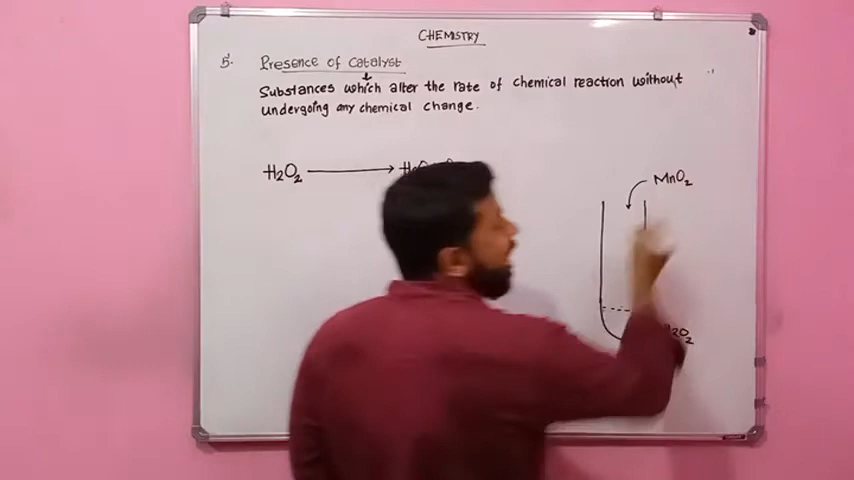 CHEMISTRY
5. Presence of Catalyst
Substances which alter the rate of chemical reaction without
undergoing any chemical change.
H2O2 → 
MnO2